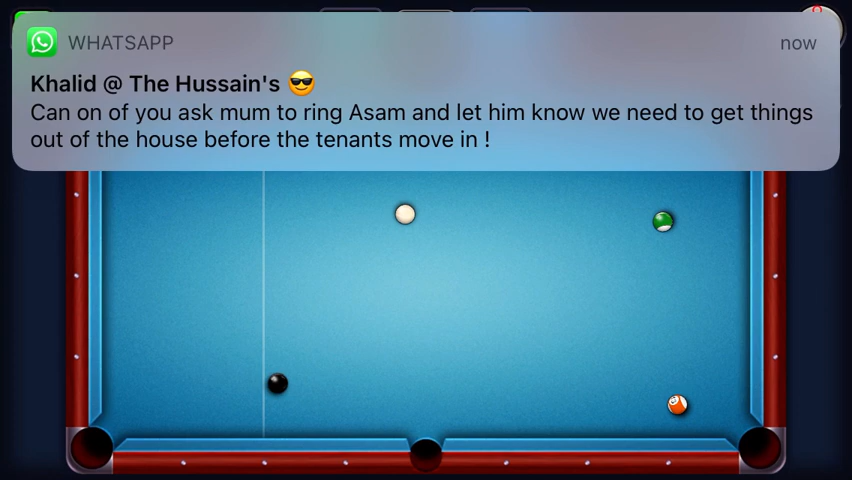 WHATSAPP now
Khalid @ The Hussain's 😎
Can on of you ask mum to ring Asam and let him know we need to get things
out of the house before the tenants move in !